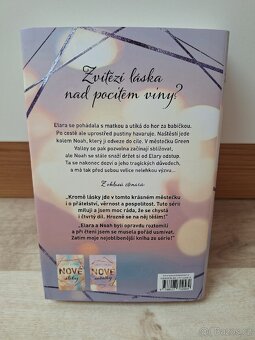 Zvítězí láska
nad pocitem viny?
Elara se pohádala s matkou a utíká do hor za babičkou.
Po cestě ale uprostřed pustiny havaruje. Naštěstí jede
kolem Noah, který ji odveze do cíle. V městečku Green
Valley se pak pozvolna začínají sbližovat,
ale Noah se stále snaží držet si od Elary odstup.
Ta se nakonec dozví o jeho tragických důvodech,
a má tak před sebou velice nelehkou výzvu...
Z ohlasů čtenářů:
„Kromě lásky jde v tomto krásném městečku
i o přátelství, věrnost a pospolitost. Tuto sérii
miluji a jsem moc ráda, že se chystá
i čtvrtý díl. Hrozně se na něj těším!"
„Elara a Noah byli opravdu roztomilí
a při čtení jsem se musela pořád usmívat.
Zatím moje nejoblíbenější kniha ze série!"
NOVÉ
NOVÉ